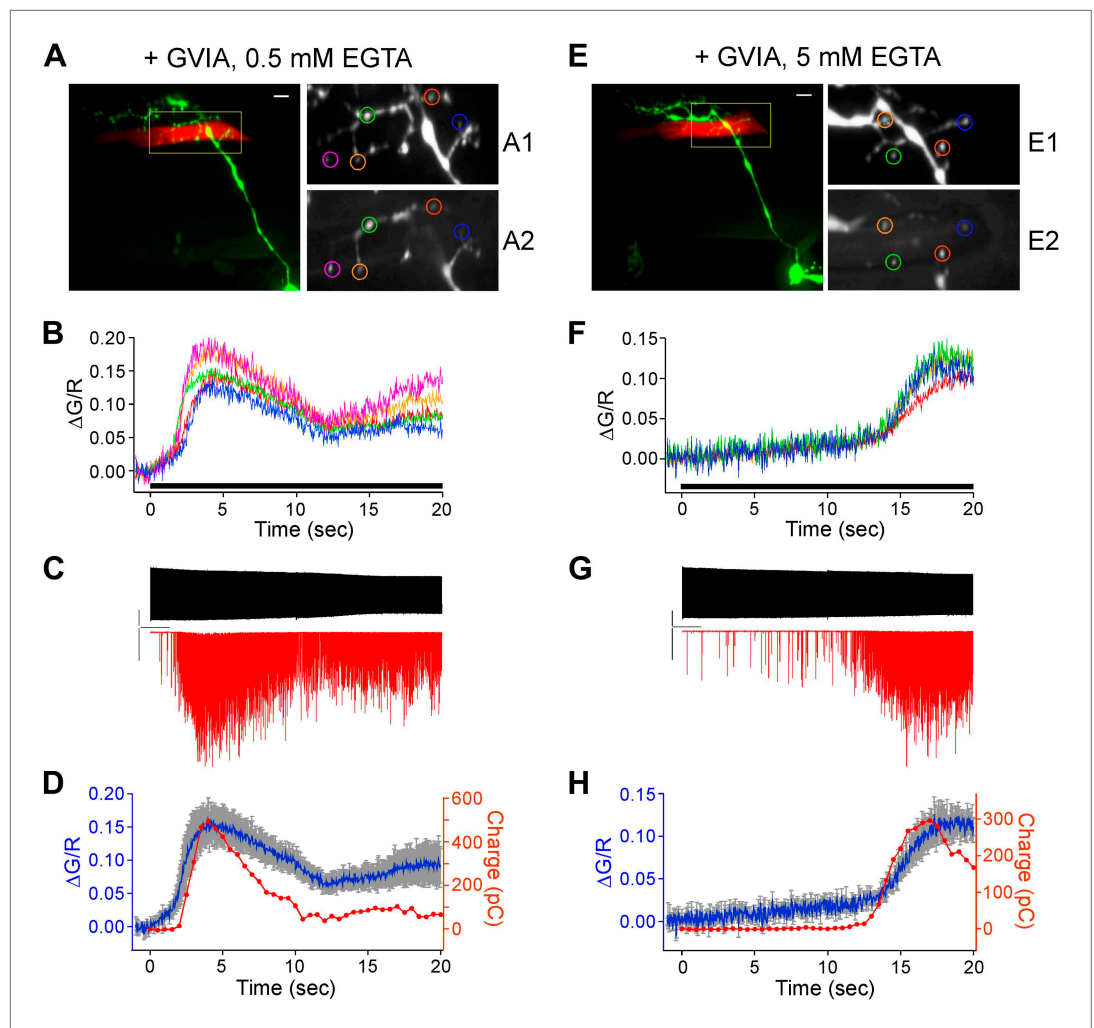 A
+ GVIA, 0.5 mM EGTA
A1
A2
B
0.20
0.15
0.10
0.05
0.00
ΔG/R
0 5 10 15 20
Time (sec)
C
D
0.20
0.15
0.10
0.05
0.00
ΔG/R
600
400
200
0
Charge (pC)
0 5 10 15 20
Time (sec)
E
+ GVIA, 5 mM EGTA
E1
E2
F
0.15
0.10
0.05
0.00
ΔG/R
0 5 10 15 20
Time (sec)
G
H
0.15
0.10
0.05
0.00
ΔG/R
300
200
100
0
Charge (pC)
0 5 10 15 20
Time (sec)